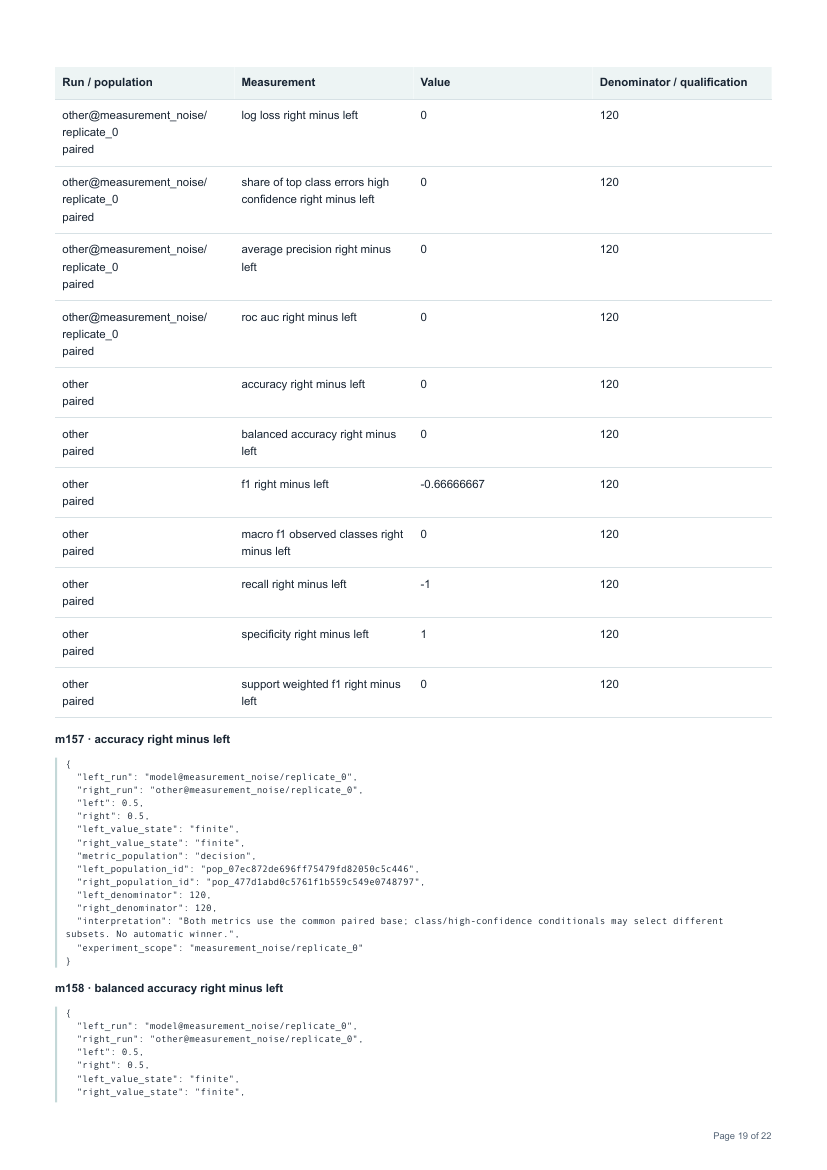 Run / population Measurement Value Denominator / qualification
other@measurement_noise/ log loss right minus left 0 120
replicate_0
paired
other@measurement_noise/ share of top class errors high 0 120
replicate_0 confidence right minus left
paired
other@measurement_noise/ average precision right minus 0 120
replicate_0 left
paired
other@measurement_noise/ roc auc right minus left 0 120
replicate_0
paired
other accuracy right minus left 0 120
paired
other balanced accuracy right minus 0 120
paired left
other f1 right minus left -0.66666667 120
paired
other macro f1 observed classes right 0 120
paired minus left
other recall right minus left -1 120
paired
other specificity right minus left 1 120
paired
other support weighted f1 right minus 0 120
paired left
m157 · accuracy right minus left
{
"left_run": "model@measurement_noise/replicate_0",
"right_run": "other@measurement_noise/replicate_0",
"left": 0.5,
"right": 0.5,
"left_value_state": "finite",
"right_value_state": "finite",
"metric_population": "decision",
"left_population_id": "pop_07ec872de696ff75479fd82050c5c446",
"right_population_id": "pop_477d1abd0c5761f1b559c549e0748797",
"left_denominator": 120,
"right_denominator": 120,
"interpretation": "Both metrics use the common paired base; class/high-confidence conditionals may select different
subsets. No automatic winner.",
"experiment_scope": "measurement_noise/replicate_0"
}
m158 · balanced accuracy right minus left
{
"left_run": "model@measurement_noise/replicate_0",
"right_run": "other@measurement_noise/replicate_0",
"left": 0.5,
"right": 0.5,
"left_value_state": "finite",
"right_value_state": "finite",
Page 19 of 22